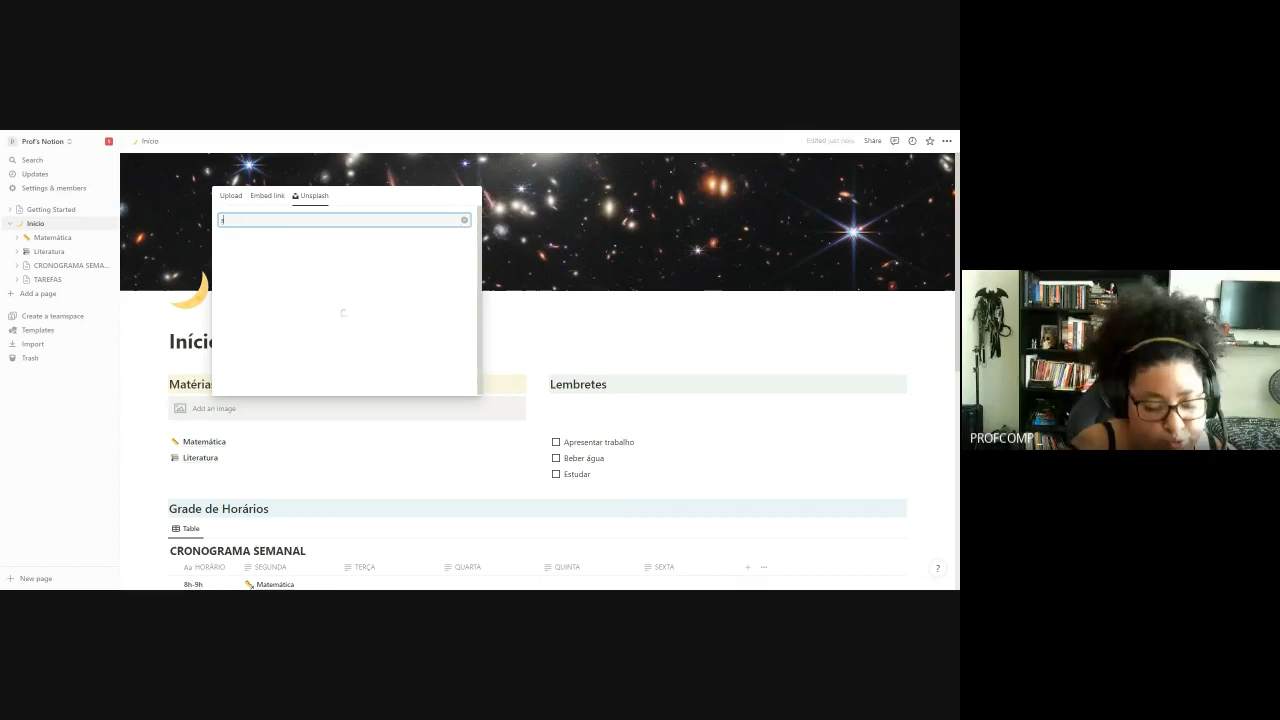 Prof's Notion
Início
Edited just now
Share
Search
Updates
Settings & members
Upload
Embed link
Unsplash
s
Getting Started
Início
Matemática
Literatura
CRONOGRAMA SEMA...
TAREFAS
Add a page
Create a teamspace
Templates
Import
Trash
Iníci
Matérias
Lembretes
Add an image
Matemática
Literatura
Apresentar trabalho
Beber água
Estudar
Grade de Horários
Table
CRONOGRAMA SEMANAL
Aa HORÁRIO
SEGUNDA
TERÇA
QUARTA
QUINTA
SEXTA
8h-9h
Matemática
New page
?
PROFCOMP_